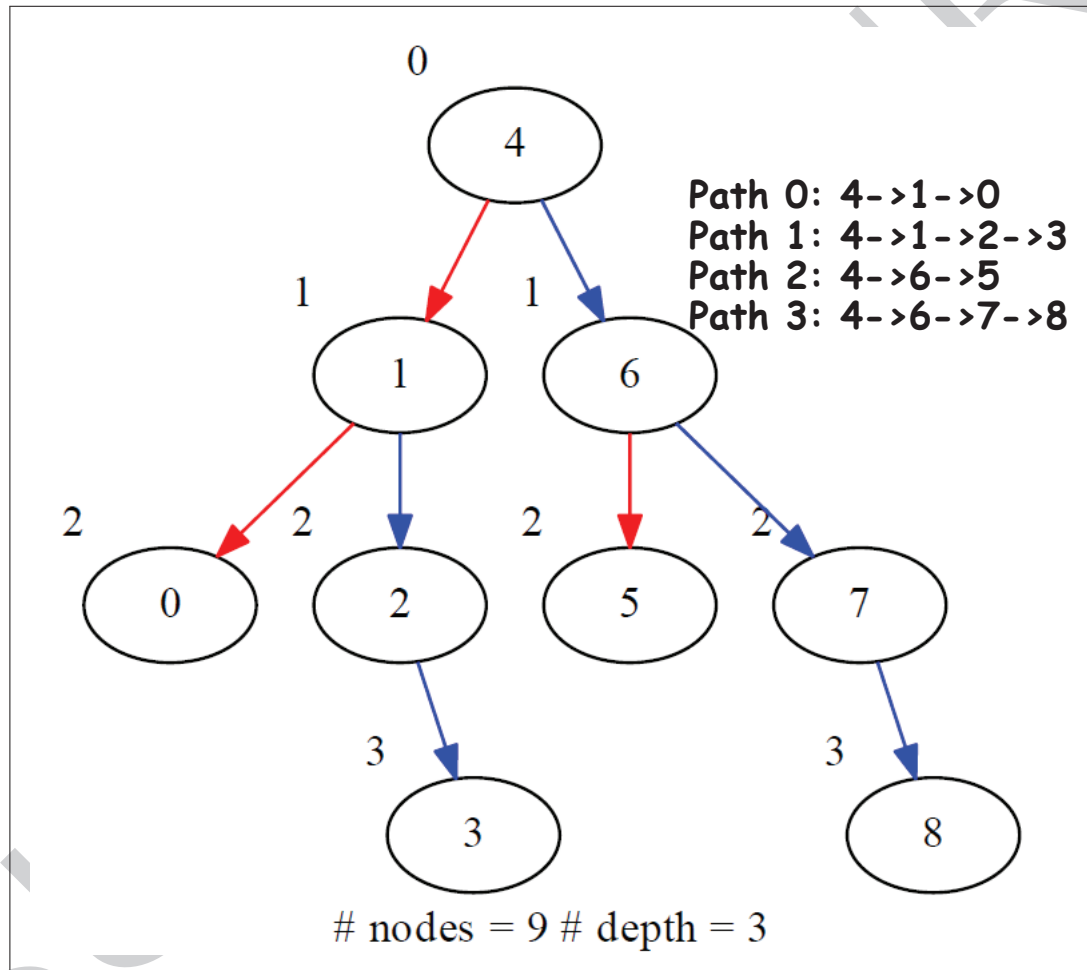 0
4
Path 0: 4->1->0
Path 1: 4->1->2->3
Path 2: 4->6->5
Path 3: 4->6->7->8
1 1
1 6
2 2 2 2
0 2 5 7
3 3
3 8
# nodes = 9 # depth = 3